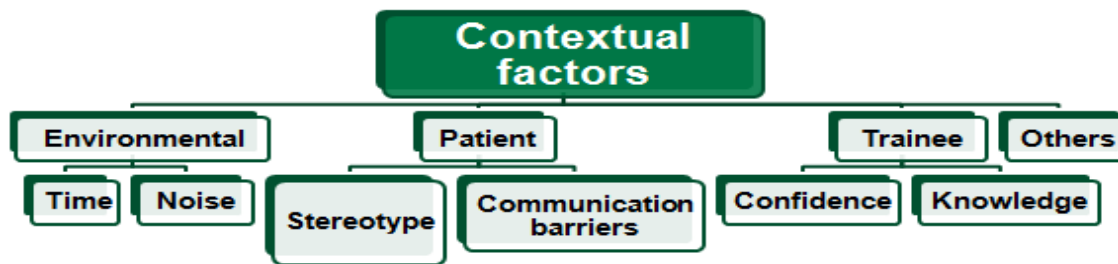 Contextual
factors
Environmental
Patient
Trainee
Others
Time
Noise
Stereotype
Communication
barriers
Confidence
Knowledge